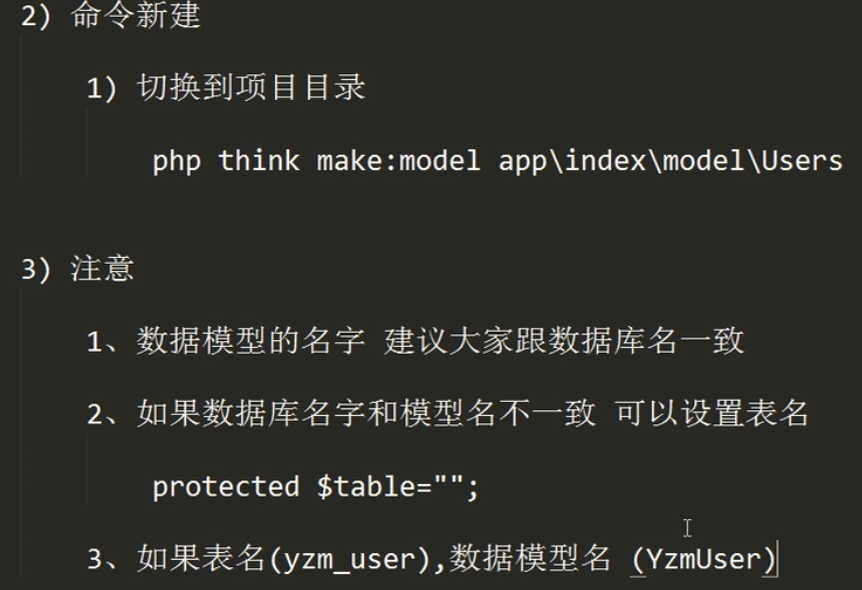 2) 命令新建
1) 切换到项目目录
php think make:model app\index\model\Users
3) 注意
1、数据模型的名字 建议大家跟数据库名一致
2、如果数据库名字和模型名不一致 可以设置表名
protected $table="";
3、如果表名(yzm_user),数据模型名 (YzmUser)